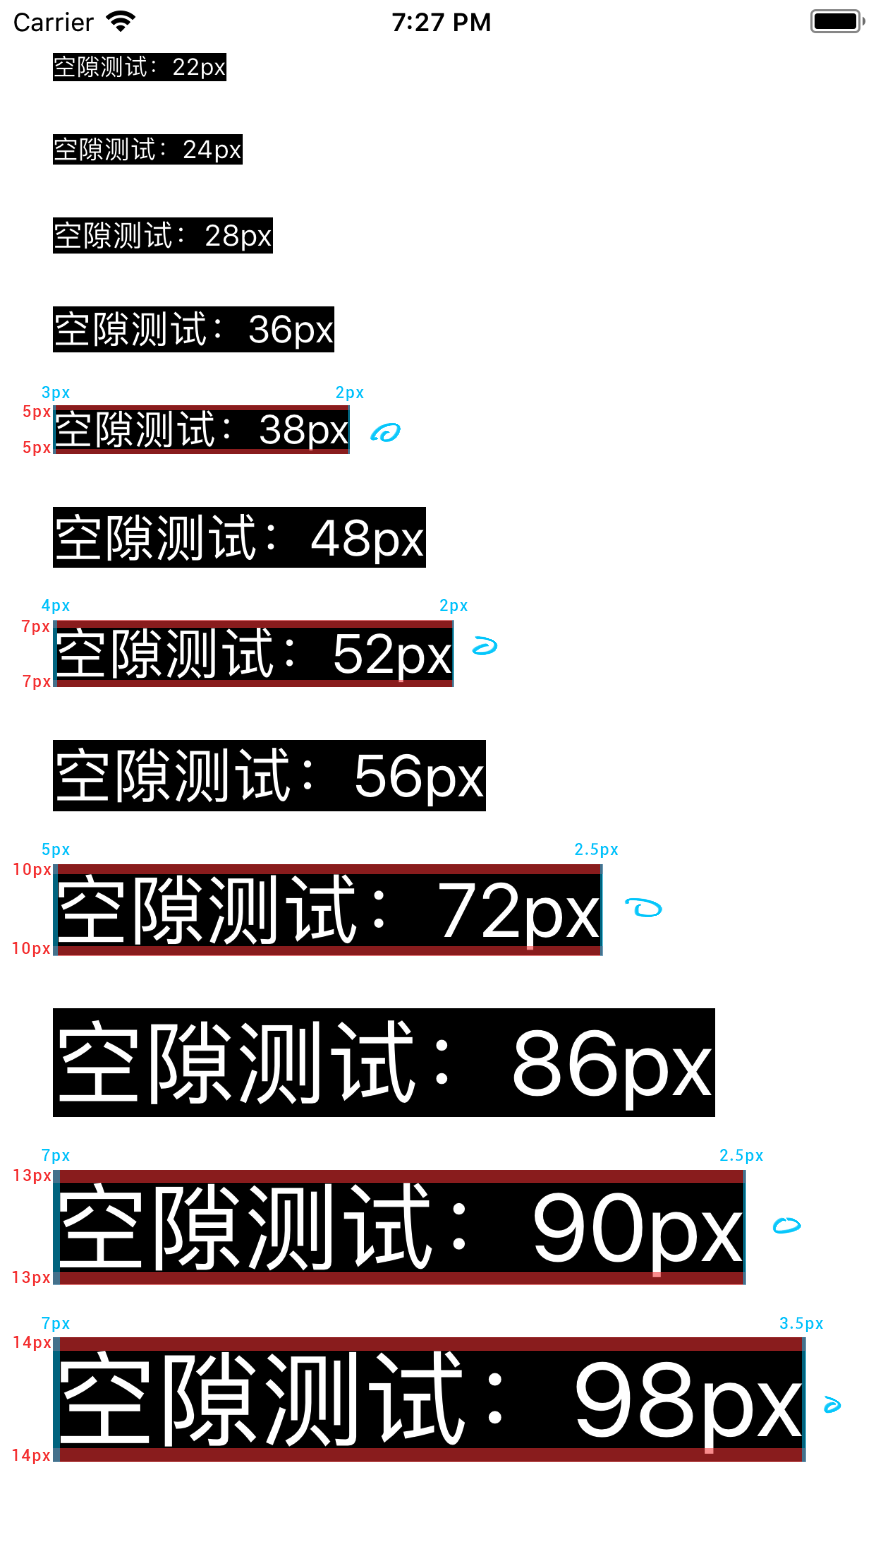 Carrier 7:27 PM
空隙测试：22px
空隙测试：24px
空隙测试：28px
空隙测试：36px
3px 2px
5px
空隙测试：38px
5px
空隙测试：48px
4px 2px
7px
空隙测试：52px
7px
空隙测试：56px
5px 2.5px
10px
空隙测试：72px
10px
空隙测试：86px
7px 2.5px
13px
空隙测试：90px
13px
7px 3.5px
14px
空隙测试：98px
14px